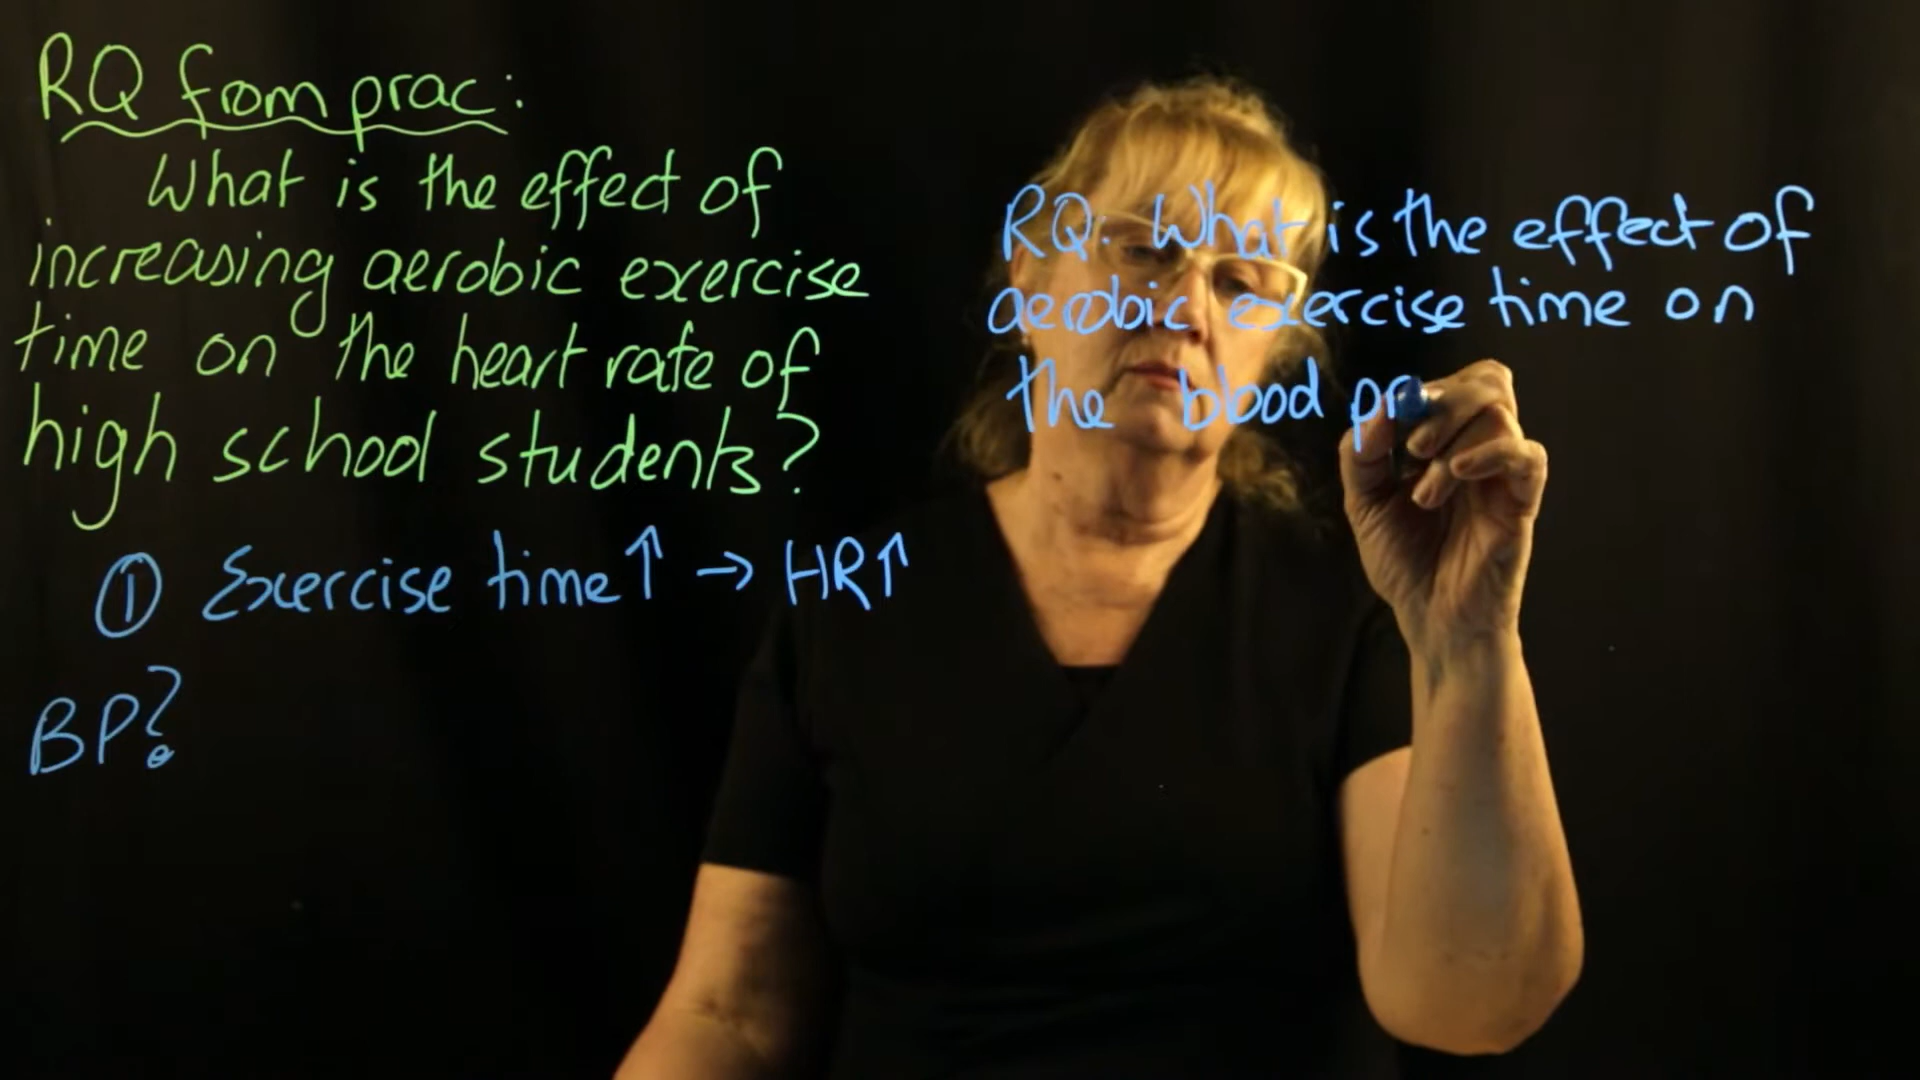 RQ from prac:
What is the effect of
increasing aerobic exercise
time on the heart rate of
high school students?
① Exercise time ↑ → HR↑
BP?
RQ: What is the effect of
aerobic exercise time on
the blood pr